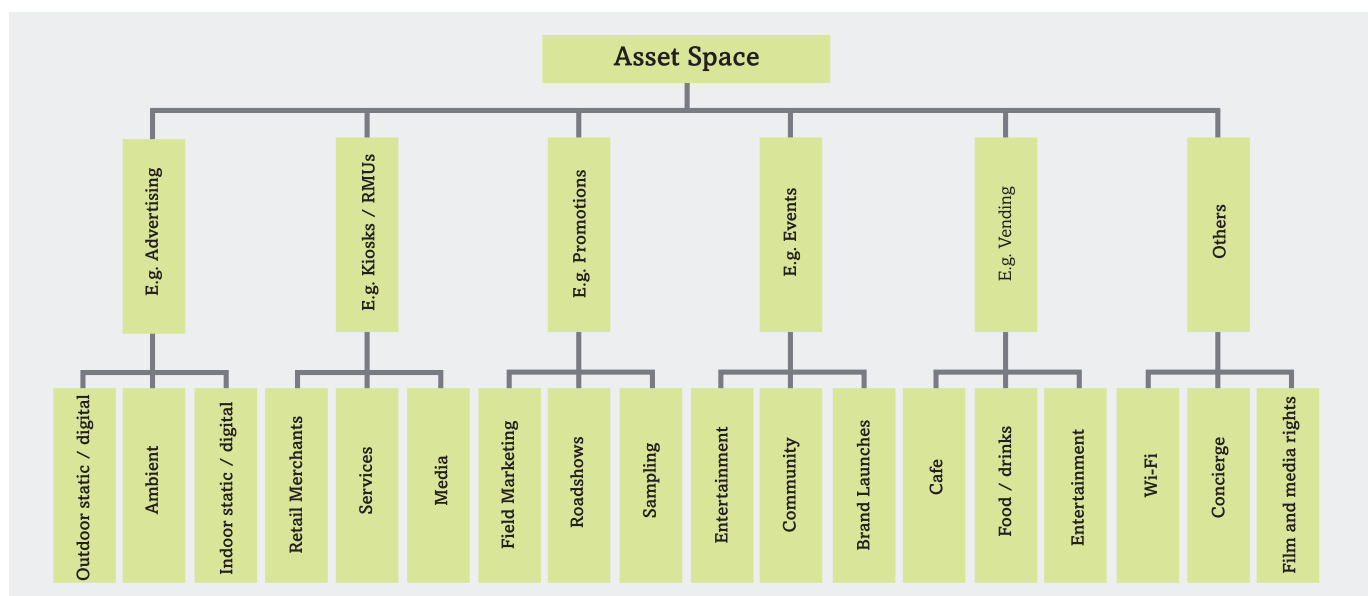 Asset Space
E.g. Advertising
E.g. Kiosks / RMUs
E.g. Promotions
E.g. Events
E.g. Vending
Others
Outdoor static / digital
Ambient
Indoor static / digital
Retail Merchants
Services
Media
Field Marketing
Roadshows
Sampling
Entertainment
Community
Brand Launches
Cafe
Food / drinks
Entertainment
Wi-Fi
Concierge
Film and media rights